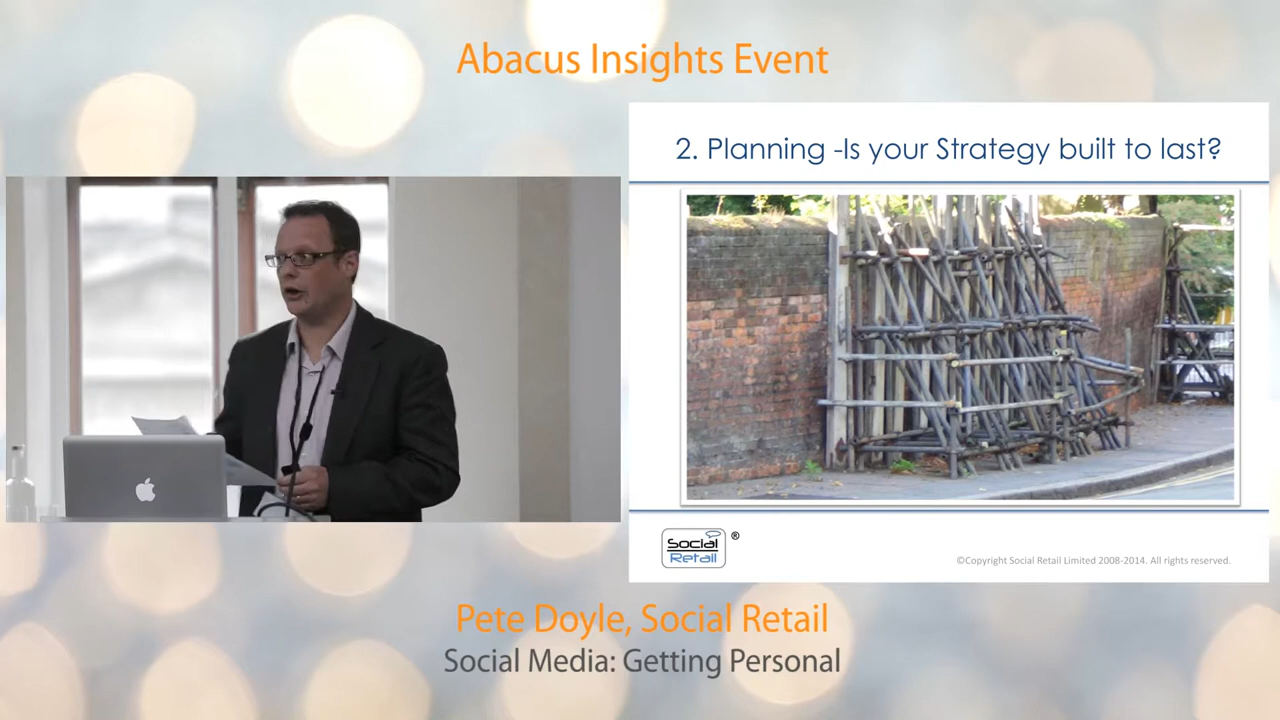 Abacus Insights Event
2. Planning -Is your Strategy built to last?
Social
Retail
®
©Copyright Social Retail Limited 2008-2014. All rights reserved.
Pete Doyle, Social Retail
Social Media: Getting Personal